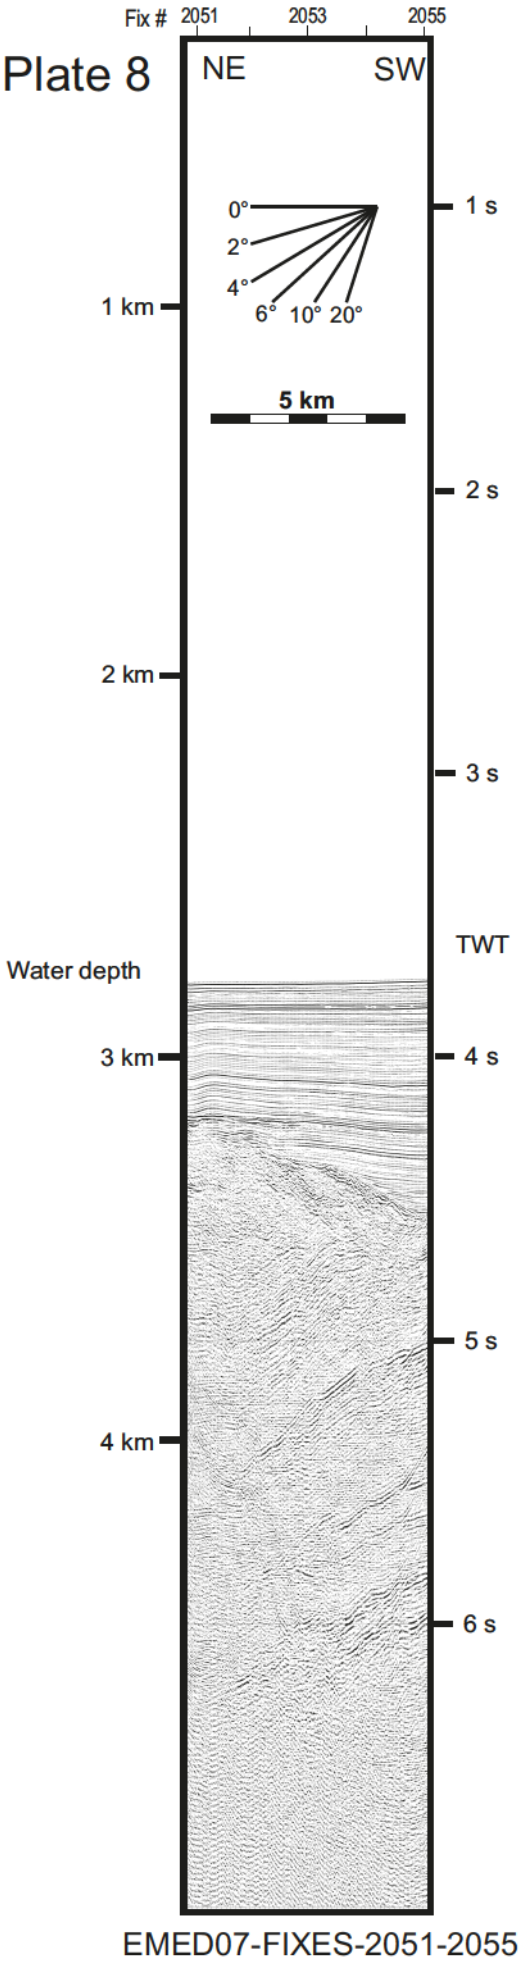 Fix # 2051 2053 2055
Plate 8
NE SW
1 s
0°
2°
4°
6° 10° 20°
1 km
5 km
2 s
2 km
3 s
TWT
Water depth
3 km
4 s
5 s
4 km
6 s
EMED07-FIXES-2051-2055